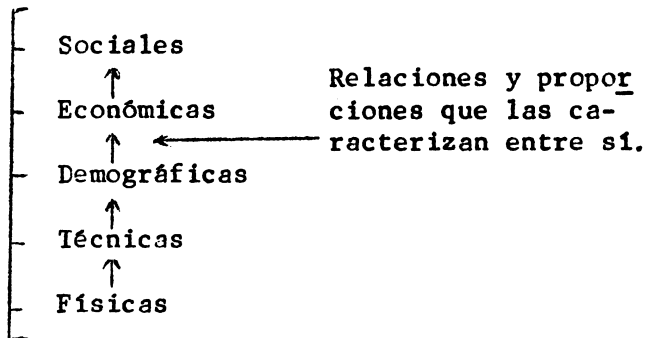 Sociales
Económicas
Demográficas
Técnicas
Físicas
Relaciones y propor
ciones que las ca-
racterizan entre sí.